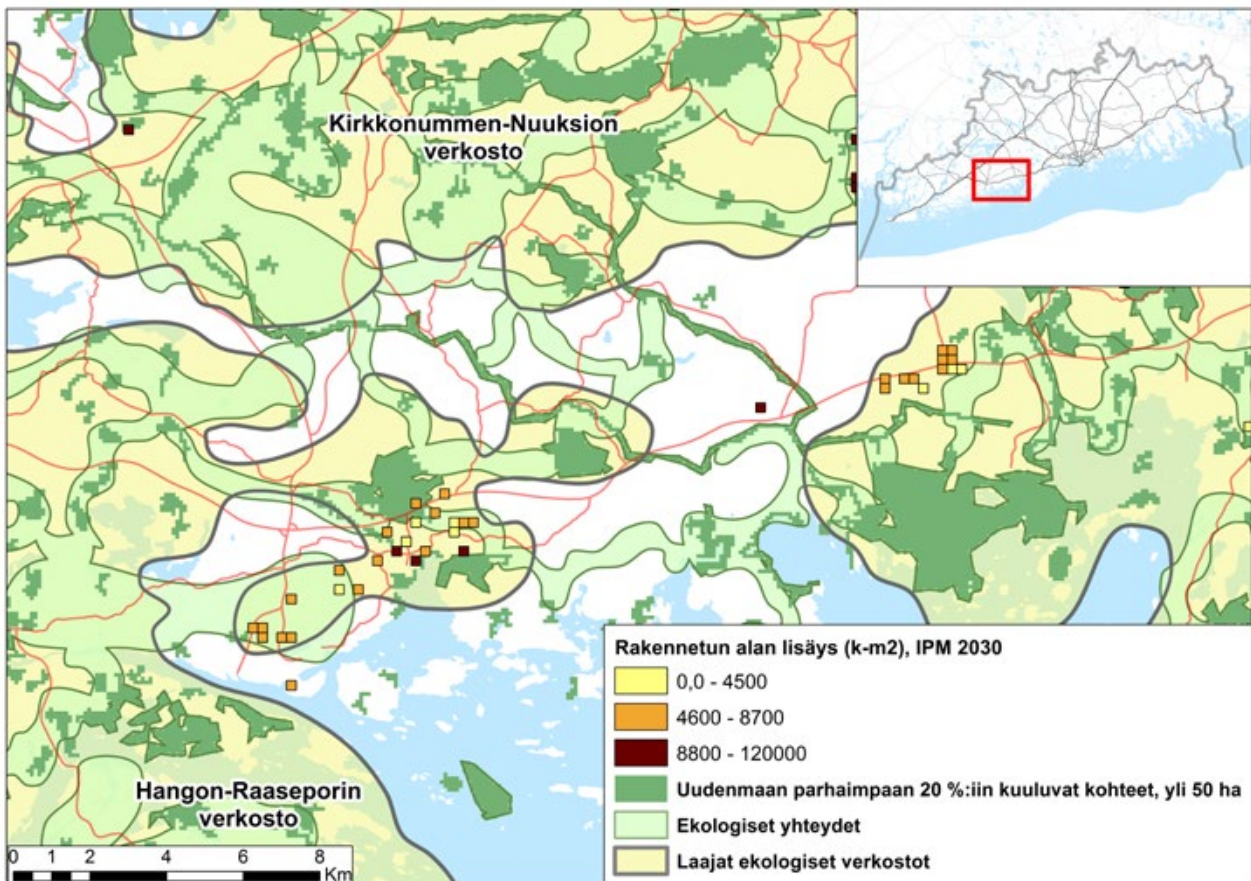 Kirkkonummen-Nuuksion
verkosto
Hangon-Raaseporin
verkosto
0 1 2 4 6 8
Km
Rakennetun alan lisäys (k-m2), IPM 2030
0,0 - 4500
4600 - 8700
8800 - 120000
Uudenmaan parhaimpaan 20 %:iin kuuluvat kohteet, yli 50 ha
Ekologiset yhteydet
Laajat ekologiset verkostot